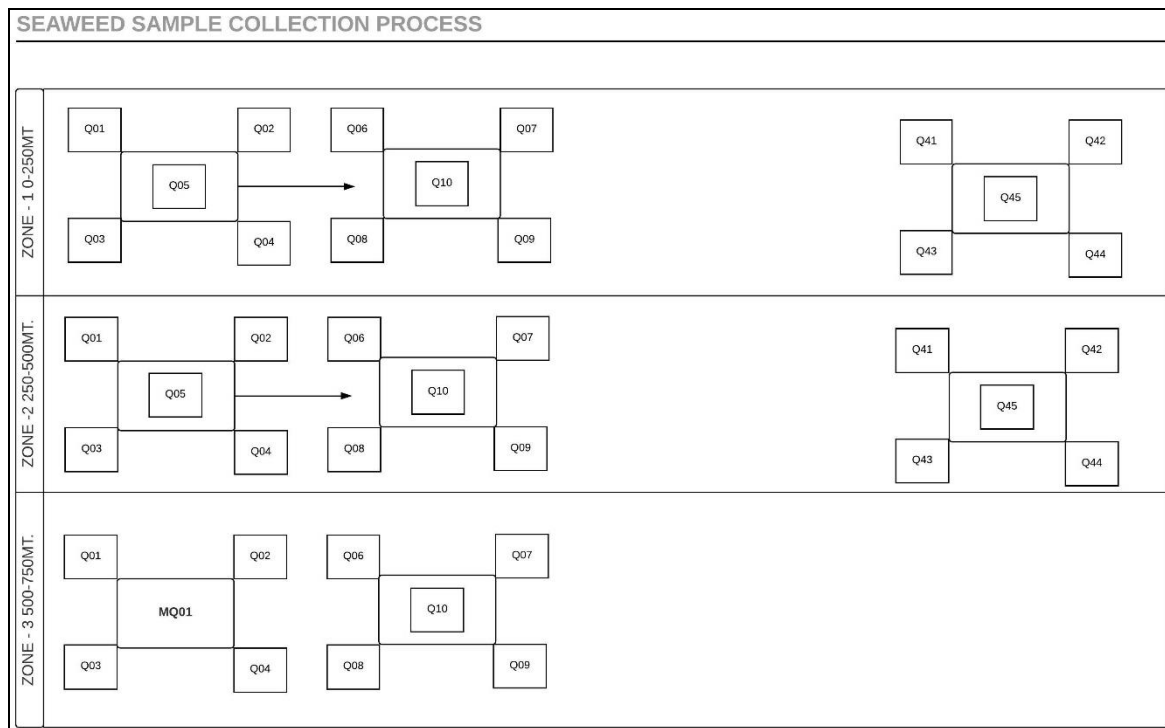 SEAWEED SAMPLE COLLECTION PROCESS
ZONE - 1 0-250MT
Q01 Q02 Q06 Q07 Q41 Q42
Q05 Q10 Q45
Q03 Q04 Q08 Q09 Q43 Q44
ZONE -2 250-500MT.
Q01 Q02 Q06 Q07 Q41 Q42
Q05 Q10 Q45
Q03 Q04 Q08 Q09 Q43 Q44
ZONE - 3 500-750MT.
Q01 Q02 Q06 Q07
MQ01 Q10
Q03 Q04 Q08 Q09